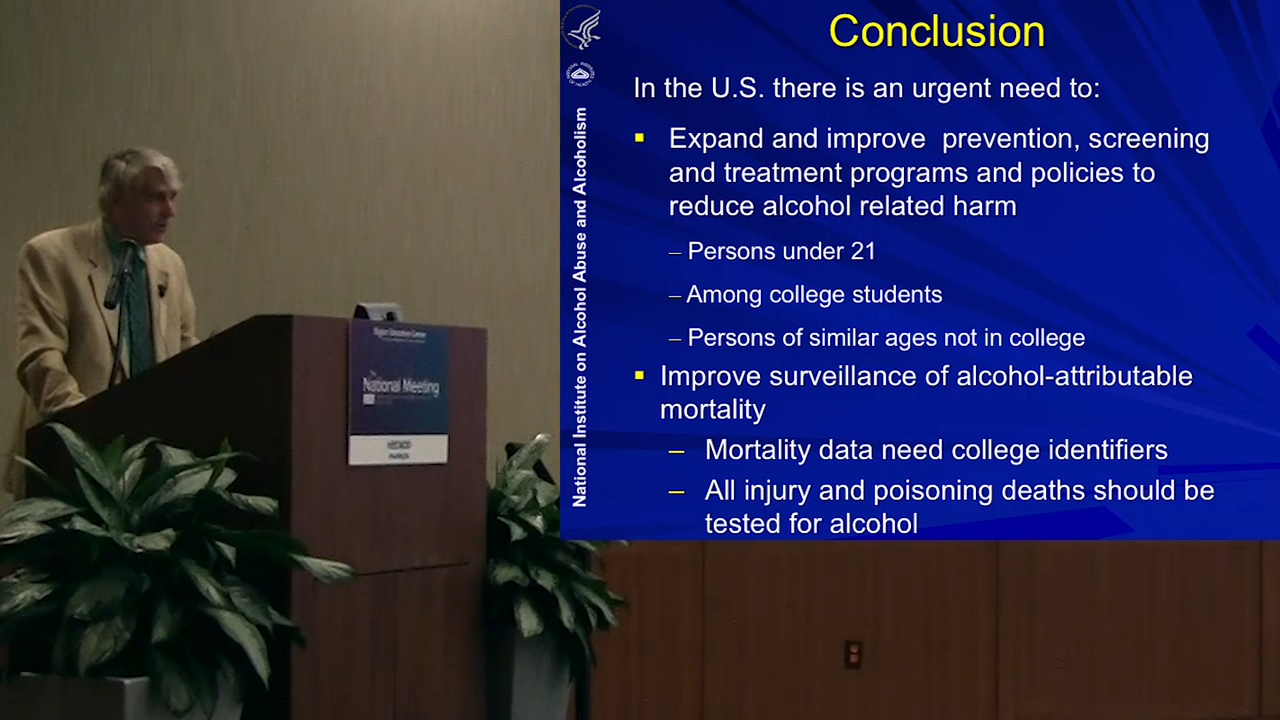 Conclusion
In the U.S. there is an urgent need to:
Expand and improve prevention, screening
and treatment programs and policies to
reduce alcohol related harm
– Persons under 21
– Among college students
– Persons of similar ages not in college
Improve surveillance of alcohol-attributable
mortality
– Mortality data need college identifiers
– All injury and poisoning deaths should be
tested for alcohol
National Institute on Alcohol Abuse and Alcoholism
The
National Meeting